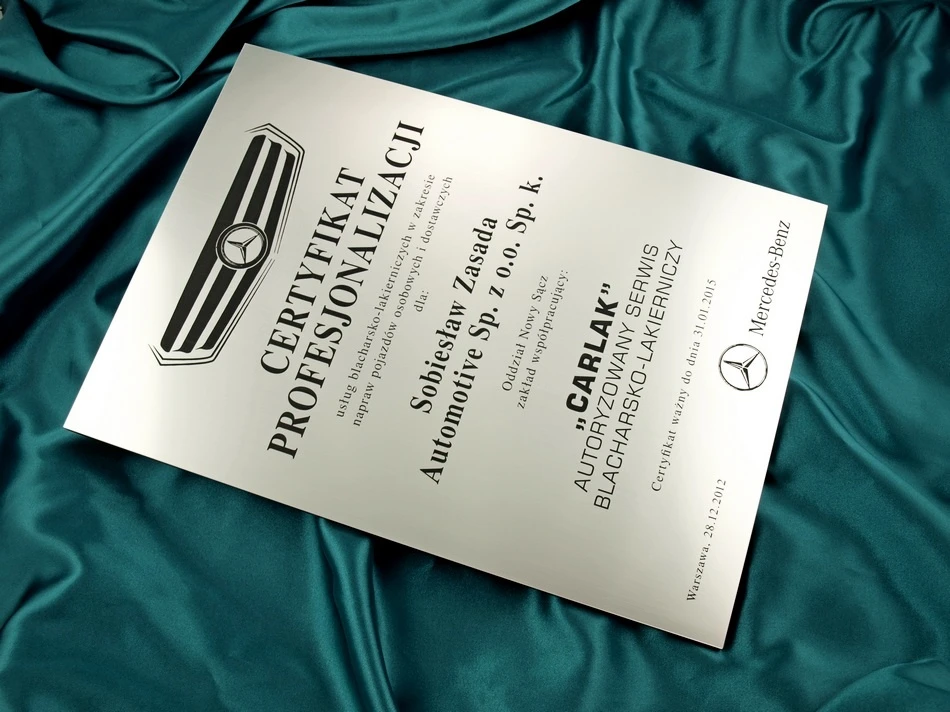 CERTYFIKAT
PROFESJONALIZACJI
usług blacharsko-lakierniczych w zakresie
napraw pojazdów osobowych i dostawczych
dla:
Sobiesław Zasada
Automotive Sp. z o.o. Sp. k.
Oddział Nowy Sącz
zakład współpracujący:
„CARLAK”
AUTORYZOWANY SERWIS
BLACHARSKO-LAKIERNICZY
Certyfikat ważny do dnia 31.01.2015
Warszawa, 28.12.2012
Mercedes-Benz